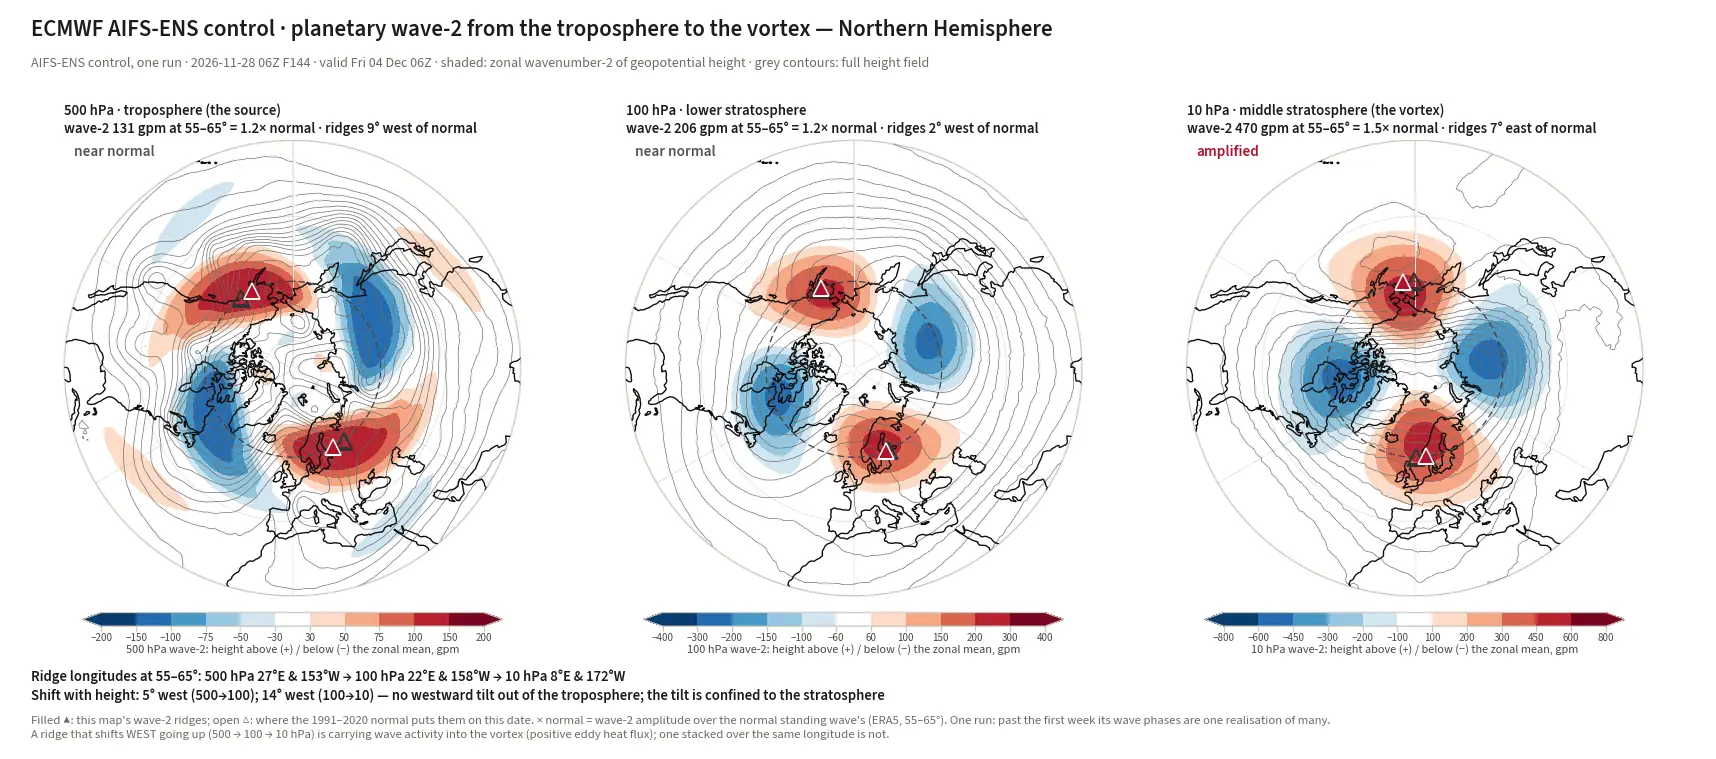 ECMWF AIFS-ENS control · planetary wave-2 from the troposphere to the vortex — Northern Hemisphere
AIFS-ENS control, one run · 2026-11-28 06Z F144 · valid Fri 04 Dec 06Z · shaded: zonal wavenumber-2 of geopotential height · grey contours: full height field
500 hPa · troposphere (the source)
wave-2 131 gpm at 55–65° = 1.2× normal · ridges 9° west of normal
near normal
100 hPa · lower stratosphere
wave-2 206 gpm at 55–65° = 1.2× normal · ridges 2° west of normal
near normal
10 hPa · middle stratosphere (the vortex)
wave-2 470 gpm at 55–65° = 1.5× normal · ridges 7° east of normal
amplified
−200 −150 −100 −75 −50 −30 30 50 75 100 150 200
500 hPa wave-2: height above (+) / below (−) the zonal mean, gpm
−400 −300 −200 −150 −100 −60 60 100 150 200 300 400
100 hPa wave-2: height above (+) / below (−) the zonal mean, gpm
−800 −600 −450 −300 −200 −100 100 200 300 450 600 800
10 hPa wave-2: height above (+) / below (−) the zonal mean, gpm
Ridge longitudes at 55–65°: 500 hPa 27°E & 153°W → 100 hPa 22°E & 158°W → 10 hPa 8°E & 172°W
Shift with height: 5° west (500→100); 14° west (100→10) — no westward tilt out of the troposphere; the tilt is confined to the stratosphere
Filled ▲: this map's wave-2 ridges; open △: where the 1991–2020 normal puts them on this date. × normal = wave-2 amplitude over the normal standing wave's (ERA5, 55–65°). One run: past the first week its wave phases are one realisation of many.
A ridge that shifts WEST going up (500 → 100 → 10 hPa) is carrying wave activity into the vortex (positive eddy heat flux); one stacked over the same longitude is not.